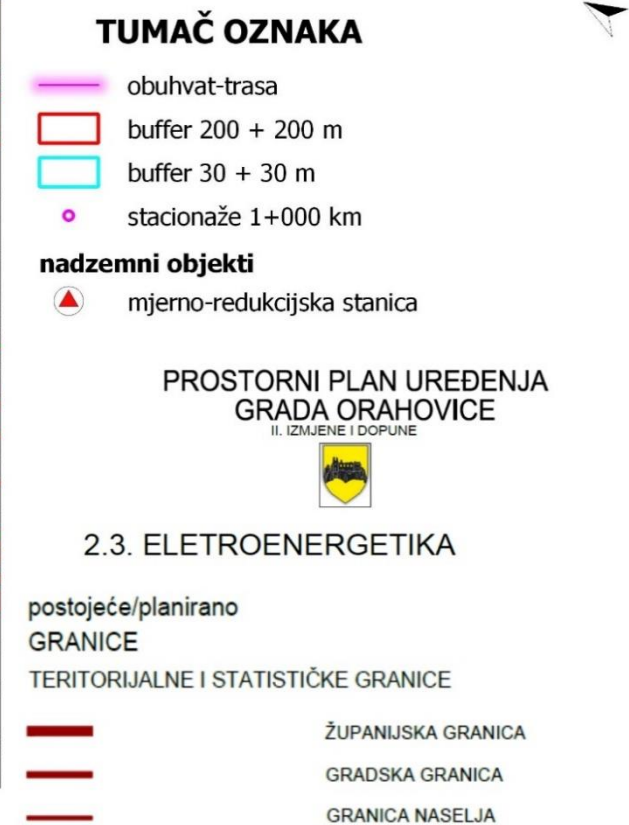 TUMAČ OZNAKA
obuhvat-trasa
buffer 200 + 200 m
buffer 30 + 30 m
stacionaže 1+000 km
nadzemni objekti
mjerno-redukcijska stanica
PROSTORNI PLAN UREĐENJA
GRADA ORAHOVICE
II. IZMJENE I DOPUNE
2.3. ELETROENERGETIKA
postojeće/planirano
GRANICE
TERITORIJALNE I STATISTIČKE GRANICE
ŽUPANIJSKA GRANICA
GRADSKA GRANICA
GRANICA NASELJA